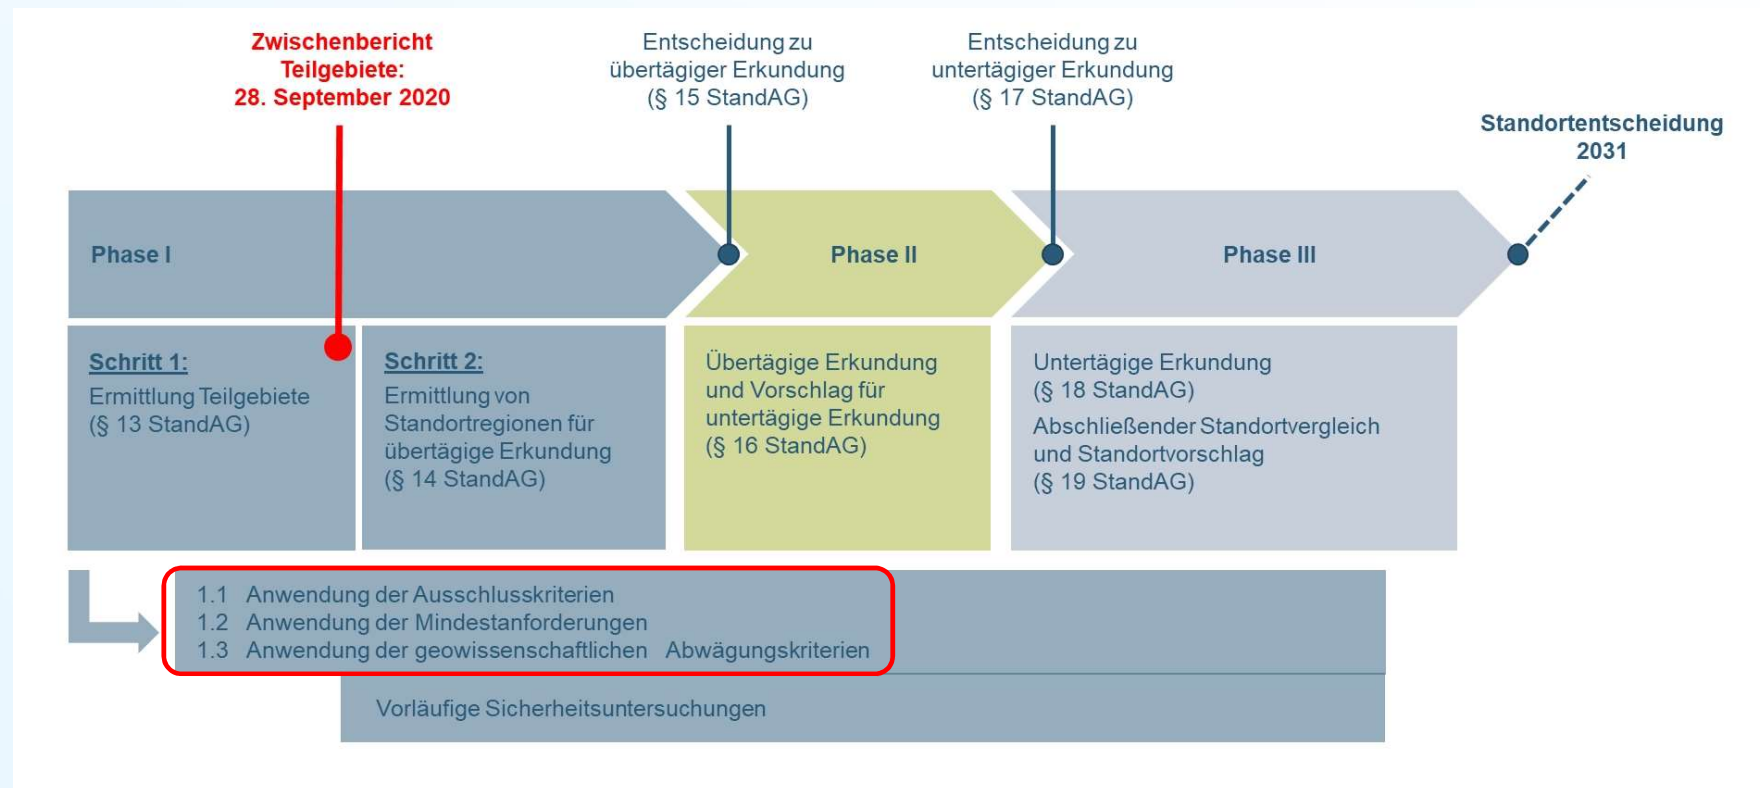 Zwischenbericht
Teilgebiete:
28. September 2020
Entscheidung zu
übertägiger Erkundung
(§ 15 StandAG)
Entscheidung zu
untertägiger Erkundung
(§ 17 StandAG)
Standortentscheidung
2031
Phase I
Phase II
Phase III
Schritt 1:
Ermittlung Teilgebiete
(§ 13 StandAG)
Schritt 2:
Ermittlung von
Standortregionen für
übertägige Erkundung
(§ 14 StandAG)
Übertägige Erkundung
und Vorschlag für
untertägige Erkundung
(§ 16 StandAG)
Untertägige Erkundung
(§ 18 StandAG)
Abschließender Standortvergleich
und Standortvorschlag
(§ 19 StandAG)
1.1 Anwendung der Ausschlusskriterien
1.2 Anwendung der Mindestanforderungen
1.3 Anwendung der geowissenschaftlichen Abwägungskriterien
Vorläufige Sicherheitsuntersuchungen